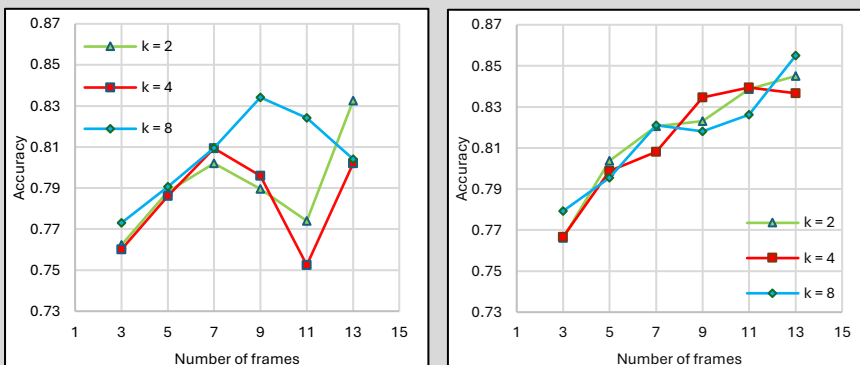 0.87
0.85
0.83
0.81
0.79
0.77
0.75
0.73
Accuracy
k = 2
k = 4
k = 8
1 3 5 7 9 11 13 15
Number of frames
0.87
0.85
0.83
0.81
0.79
0.77
0.75
0.73
Accuracy
k = 2
k = 4
k = 8
1 3 5 7 9 11 13 15
Number of frames